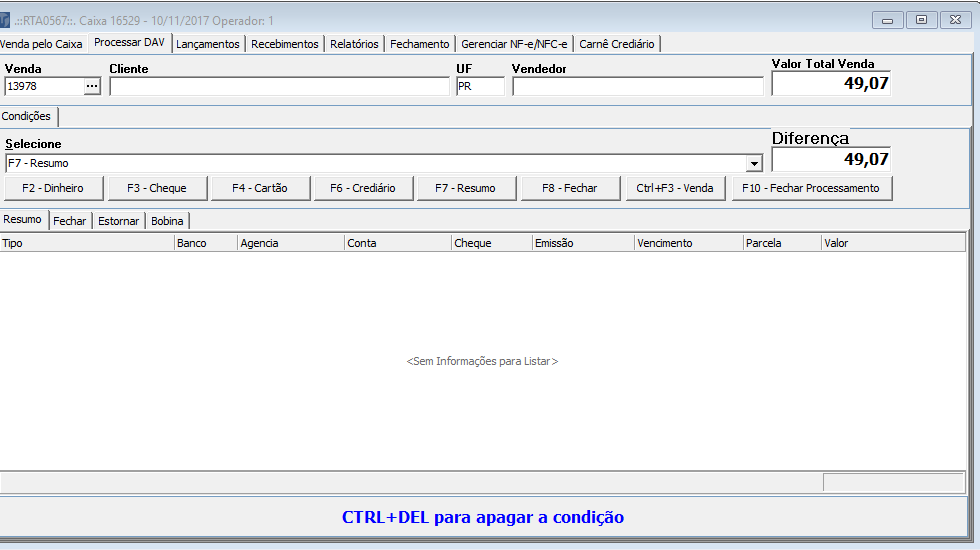 .::RTA0567::. Caixa 16529 - 10/11/2017 Operador: 1
Venda pelo Caixa Processar DAV Lançamentos Recebimentos Relatórios Fechamento Gerenciar NF-e/NFC-e Carnê Crediário
Venda Cliente UF Vendedor Valor Total Venda
13978 ... PR 49,07
Condições
Selecione Diferença
F7 - Resumo 49,07
F2 - Dinheiro F3 - Cheque F4 - Cartão F6 - Crediário F7 - Resumo F8 - Fechar Ctrl+F3 - Venda F10 - Fechar Processamento
Resumo Fechar Estornar Bobina
Tipo Banco Agencia Conta Cheque Emissão Vencimento Parcela Valor
<Sem Informações para Listar>
CTRL+DEL para apagar a condição